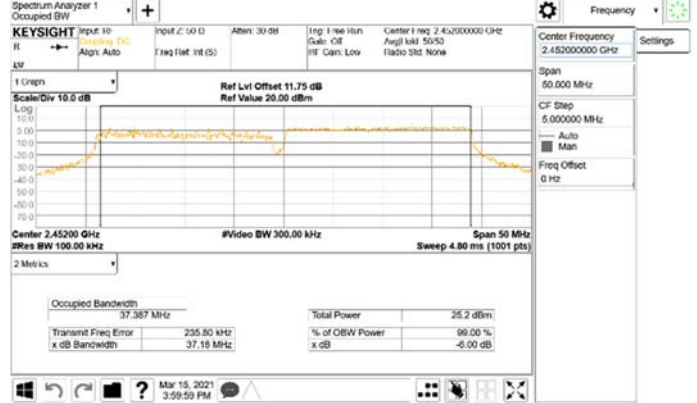 Spectrum Analyzer 1
Occupied BW
+
Frequency
KEYSIGHT
Input: RF
Coupling: DC
Align: Auto
Input Z: 50 Ω
Freq Ref: Int (S)
Atten: 30 dB
Trig: Free Run
Gate: Off
#IF Gain: Low
Center Freq: 2.452000000 GHz
Avg|Hold: 50/50
Radio Std: None
R
Center Frequency
2.452000000 GHz
Settings
Span
50.000 MHz
CF Step
5.000000 MHz
Auto
Man
Freq Offset
0 Hz
1 Graph
Scale/Div 10.0 dB
Ref Lvl Offset 11.75 dB
Ref Value 20.00 dBm
Log
10.0
0.00
-10.0
-20.0
-30.0
-40.0
-50.0
-60.0
-70.0
Center 2.45200 GHz
#Res BW 100.00 kHz
#Video BW 300.00 kHz
Span 50 MHz
Sweep 4.80 ms (1001 pts)
2 Metrics
Occupied Bandwidth
37.387 MHz
Total Power 25.2 dBm
Transmit Freq Error 235.80 kHz
% of OBW Power 99.00 %
x dB Bandwidth 37.18 MHz
x dB -6.00 dB
?
Mar 15, 2021
3:59:59 PM